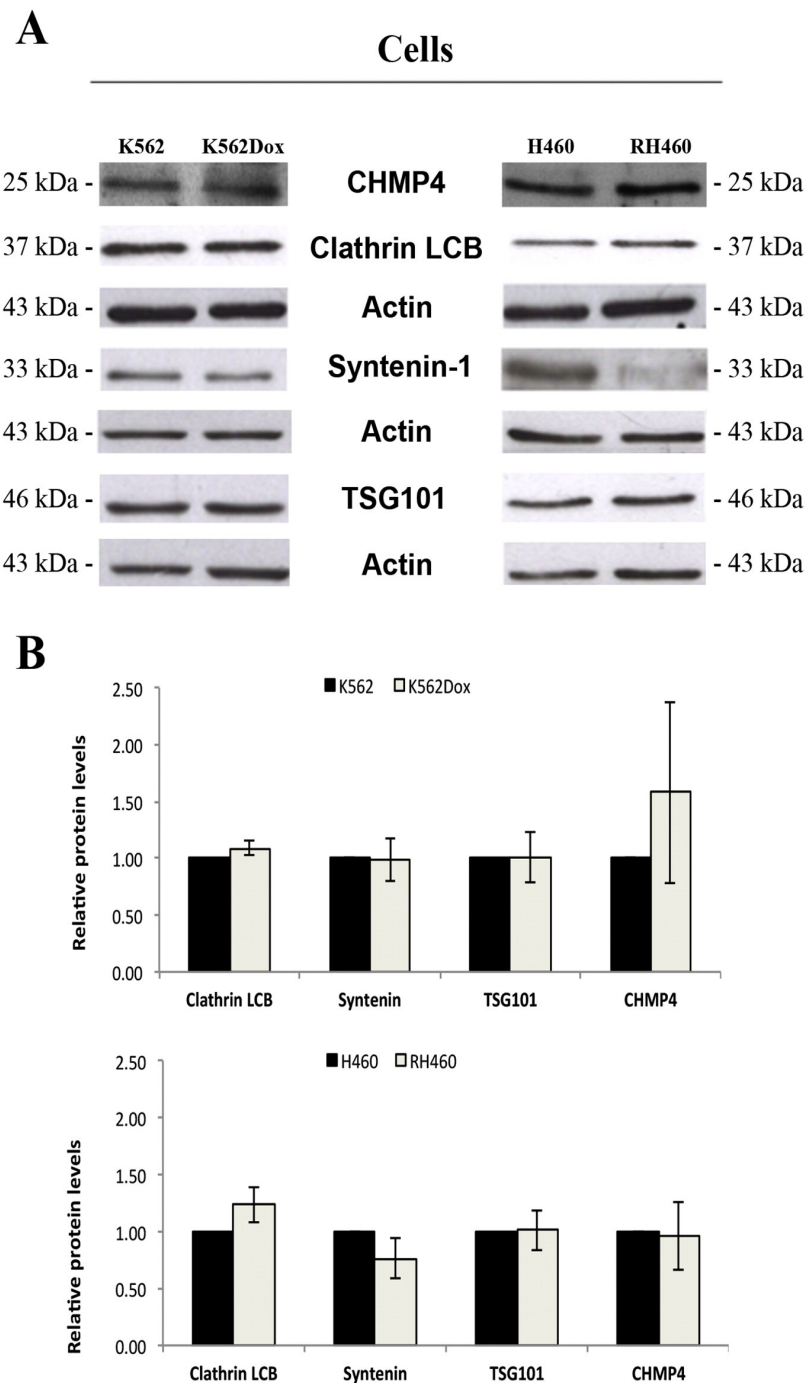 A
Cells
K562 K562Dox H460 RH460
25 kDa - CHMP4 - 25 kDa
37 kDa - Clathrin LCB - 37 kDa
43 kDa - Actin - 43 kDa
33 kDa - Syntenin-1 - 33 kDa
43 kDa - Actin - 43 kDa
46 kDa - TSG101 - 46 kDa
43 kDa - Actin - 43 kDa
B
K562 K562Dox
Relative protein levels
2.50
2.00
1.50
1.00
0.50
0.00
Clathrin LCB Syntenin TSG101 CHMP4
H460 RH460
Relative protein levels
2.50
2.00
1.50
1.00
0.50
0.00
Clathrin LCB Syntenin TSG101 CHMP4